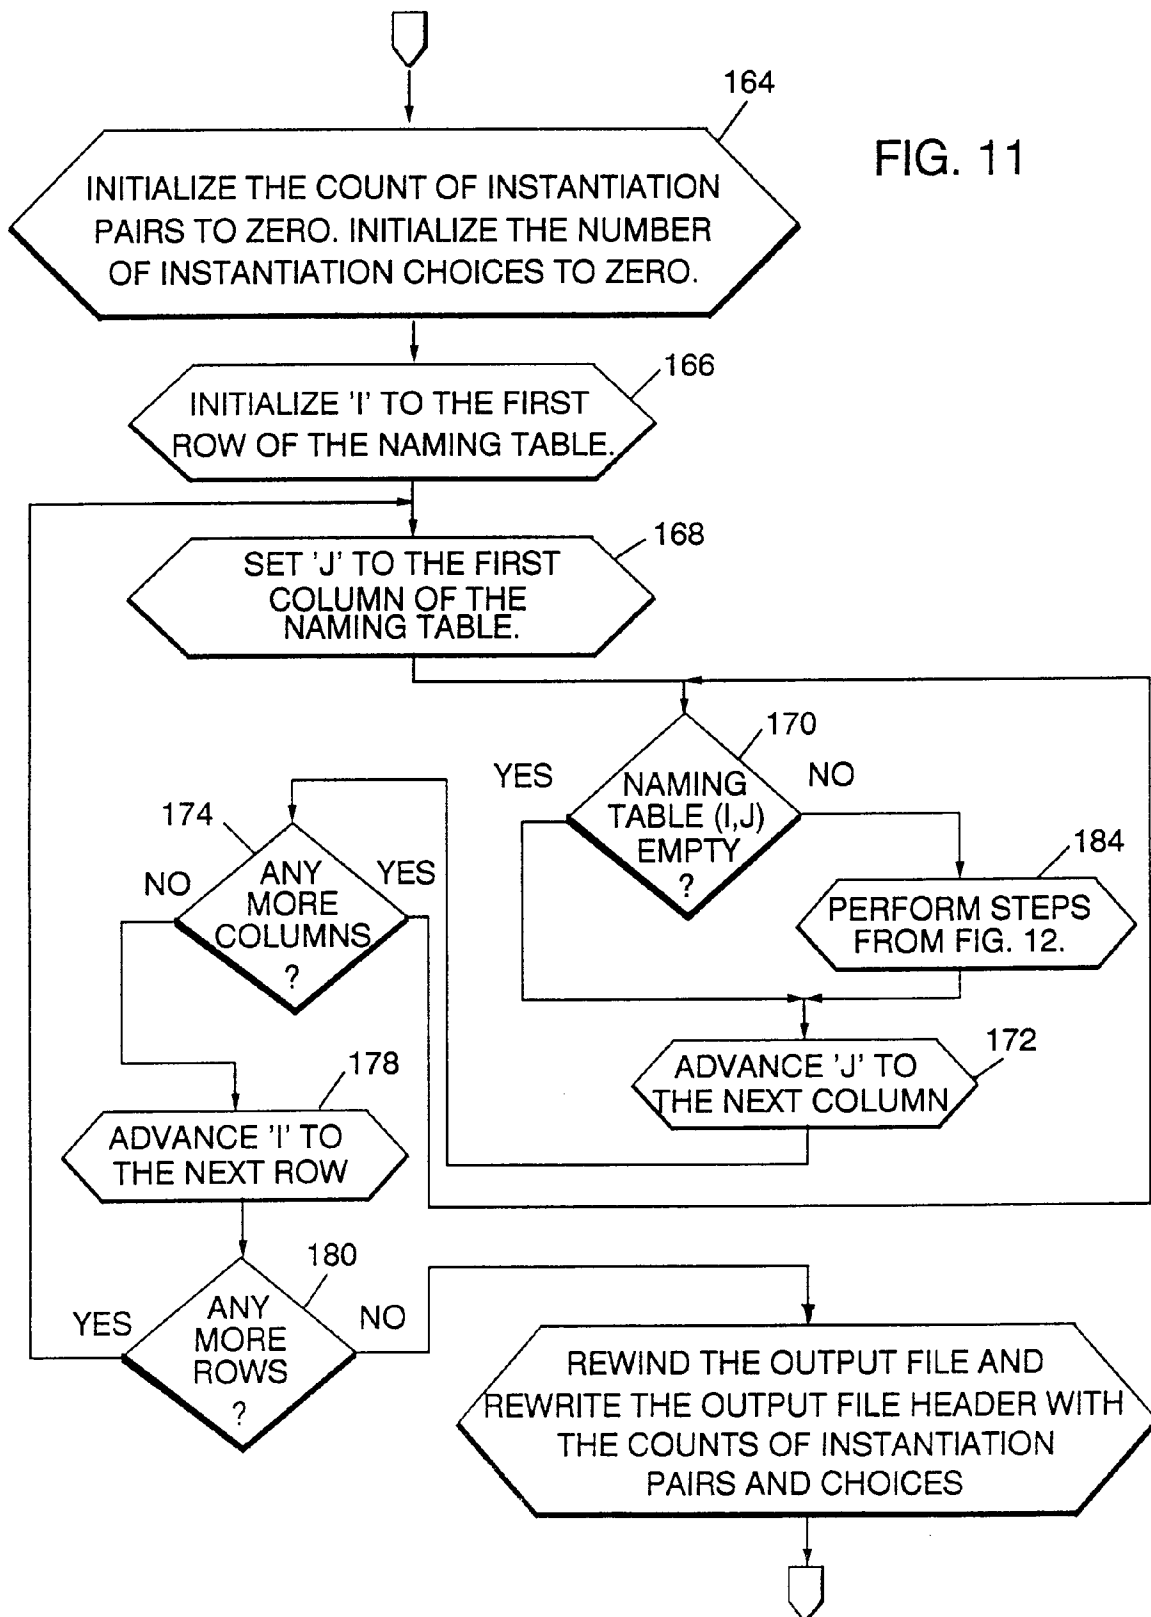 164
FIG. 11
INITIALIZE THE COUNT OF INSTANTIATION
PAIRS TO ZERO. INITIALIZE THE NUMBER
OF INSTANTIATION CHOICES TO ZERO.
166
INITIALIZE 'I' TO THE FIRST
ROW OF THE NAMING TABLE.
168
SET 'J' TO THE FIRST
COLUMN OF THE
NAMING TABLE.
170
YES
NO
NAMING
TABLE (I,J)
EMPTY
?
174
NO
YES
ANY
MORE
COLUMNS
?
184
PERFORM STEPS
FROM FIG. 12.
172
ADVANCE 'J' TO
THE NEXT COLUMN
178
ADVANCE 'I' TO
THE NEXT ROW
180
YES
NO
ANY
MORE
ROWS
?
REWIND THE OUTPUT FILE AND
REWRITE THE OUTPUT FILE HEADER WITH
THE COUNTS OF INSTANTIATION
PAIRS AND CHOICES